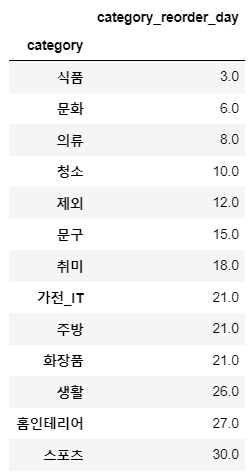 category_reorder_day
category
식품 3.0
문화 6.0
의류 8.0
청소 10.0
제외 12.0
문구 15.0
취미 18.0
가전_IT 21.0
주방 21.0
화장품 21.0
생활 26.0
홈인테리어 27.0
스포츠 30.0